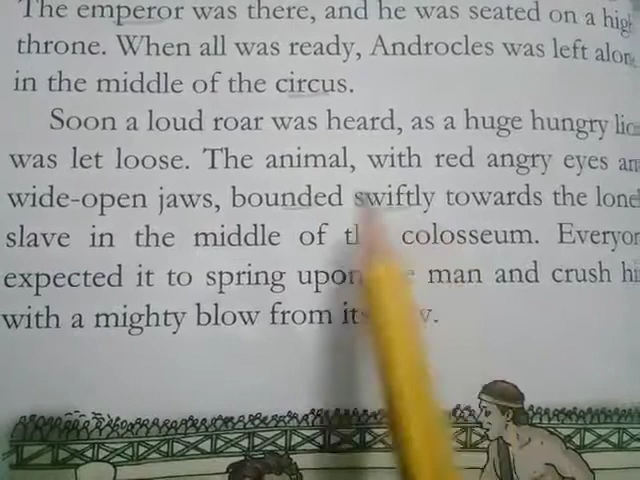 The emperor was there, and he was seated on a
throne. When all was ready, Androcles was left
in the middle of the circus.
Soon a loud roar was heard, as a huge hungry
was let loose. The animal, with red angry eyes
wide-open jaws, bounded swiftly towards the
slave in the middle of colosseum.
expected it to spring upon man and crush
with a mighty blow from